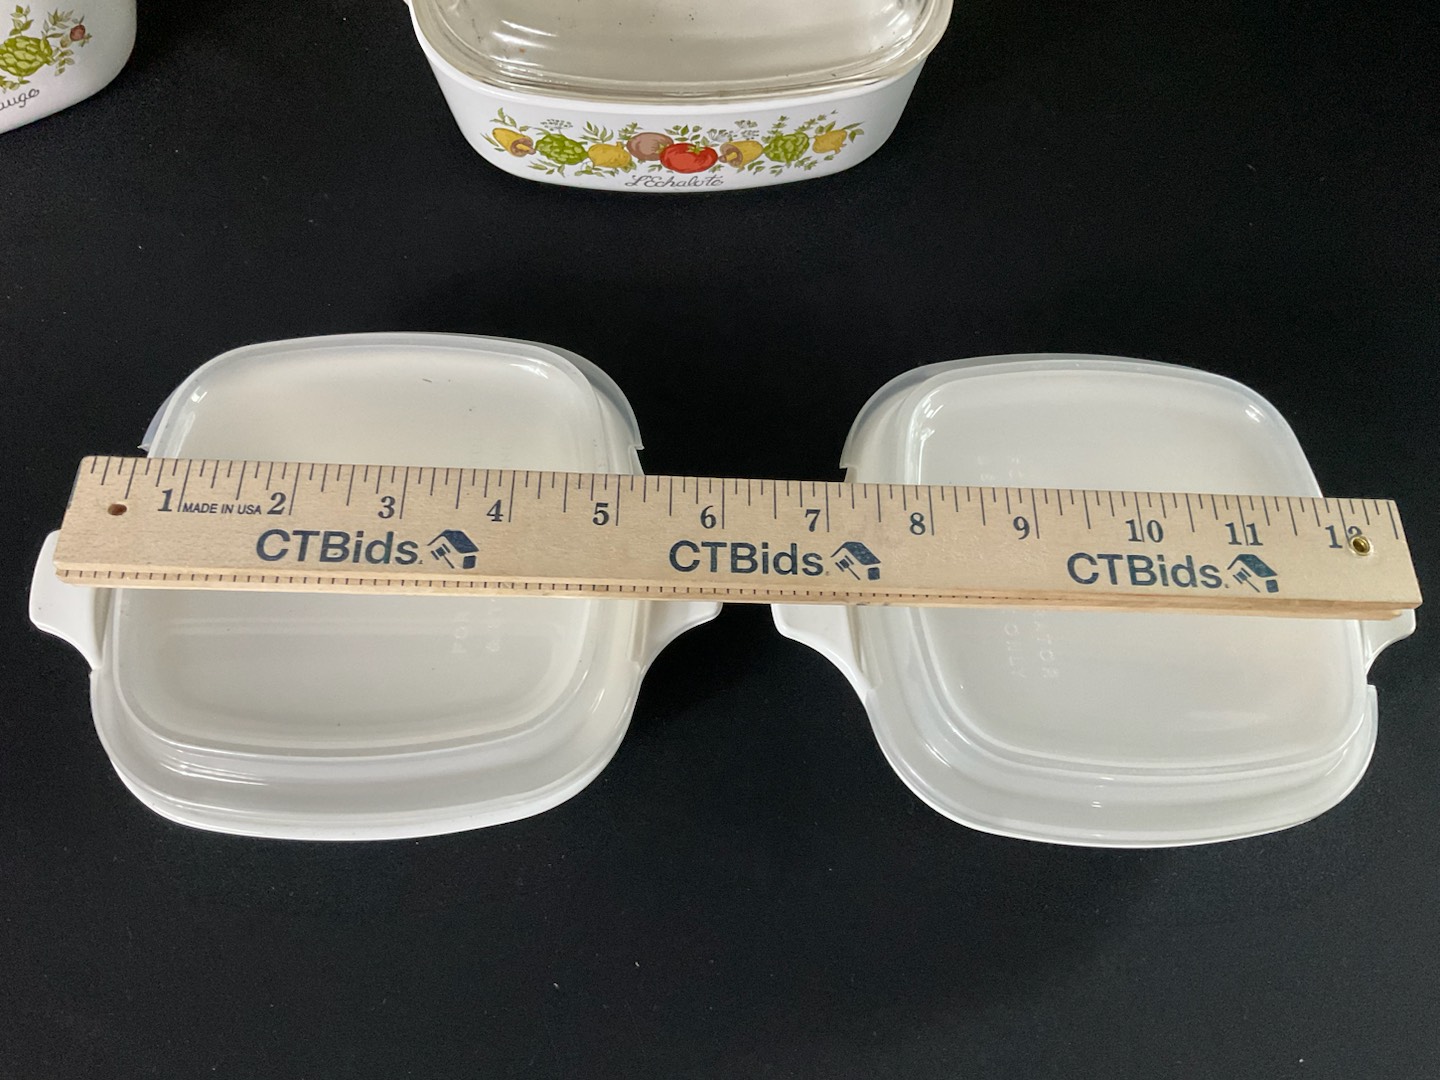 L'Echalote
1 MADE IN USA 2 3 4 5 6 7 8 9 10 11 12
CTBids. CTBids. CTBids.